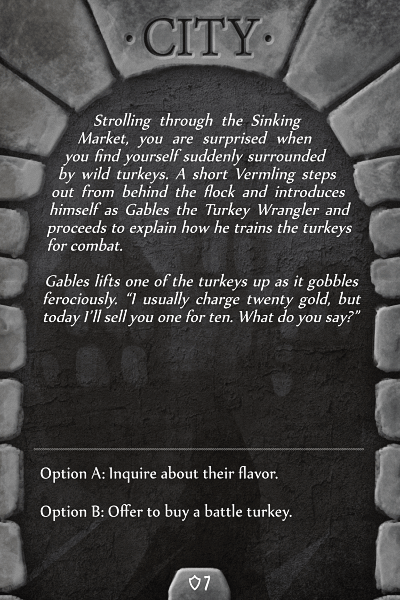 · CITY ·
Strolling through the Sinking
Market, you are surprised when
you find yourself suddenly surrounded
by wild turkeys. A short Vermling steps
out from behind the flock and introduces
himself as Gables the Turkey Wrangler and
proceeds to explain how he trains the turkeys
for combat.
Gables lifts one of the turkeys up as it gobbles
ferociously. “I usually charge twenty gold, but
today I’ll sell you one for ten. What do you say?”
Option A: Inquire about their flavor.
Option B: Offer to buy a battle turkey.
7